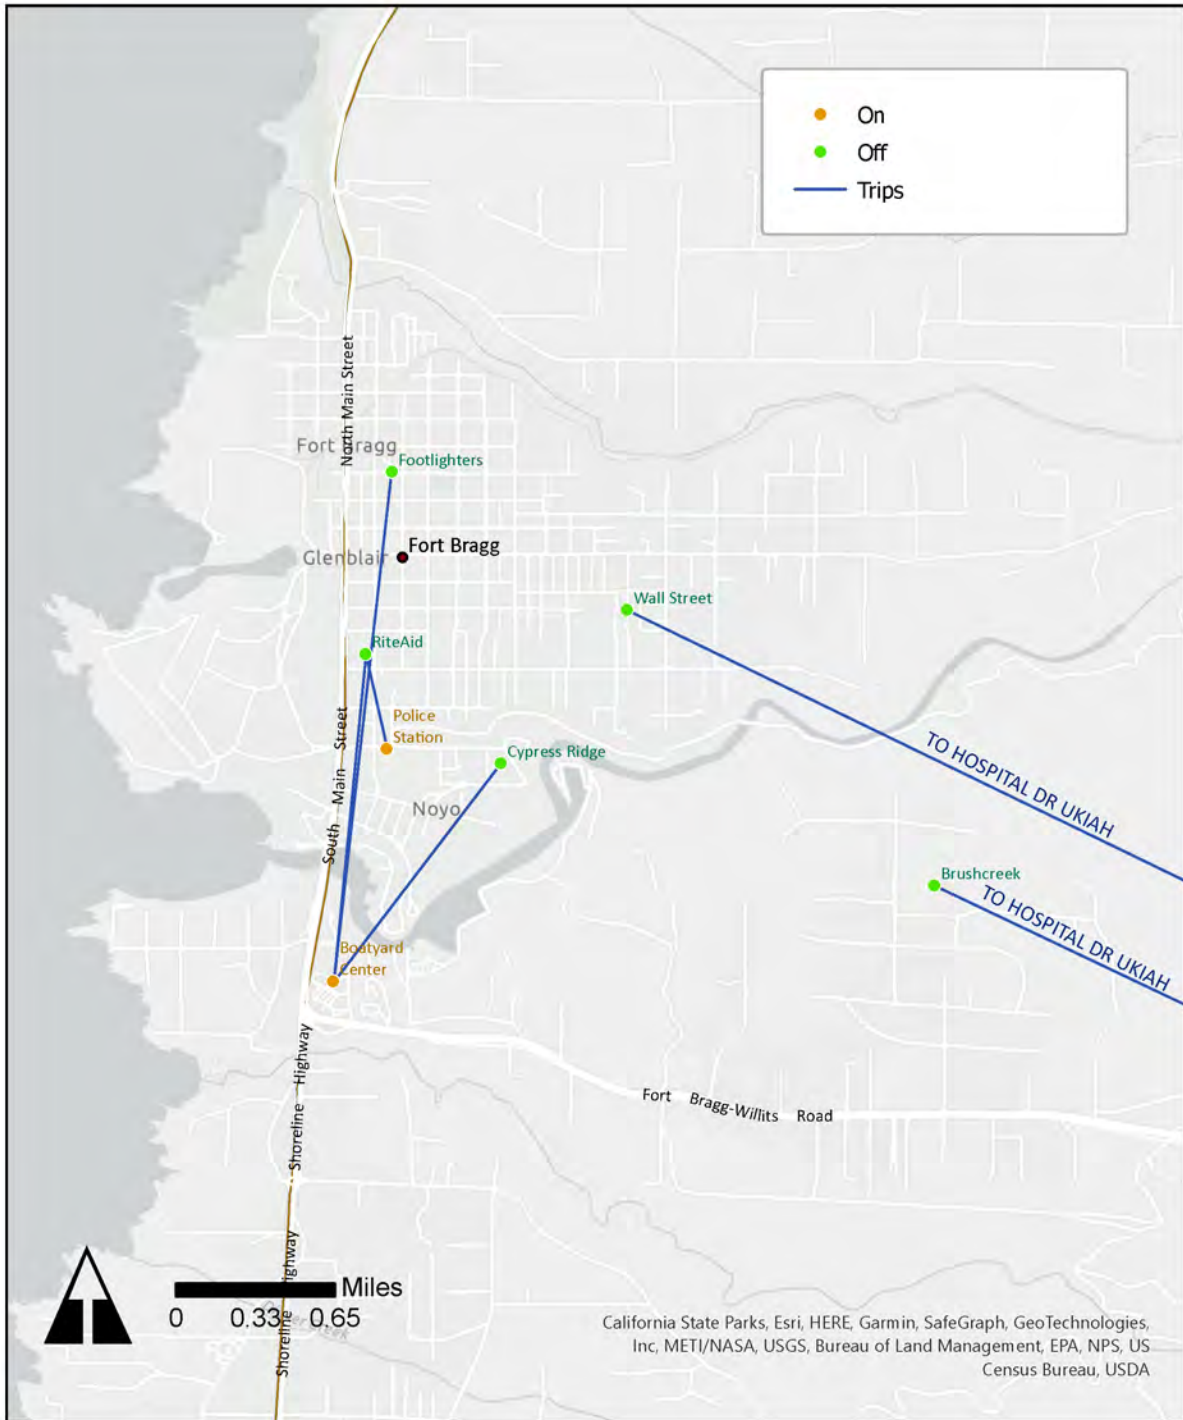 On
Off
Trips
North Main Street
Fort Bragg
Footlighters
Glenblair
Fort Bragg
Wall Street
RiteAid
Police
Station
South Main Street
Cypress Ridge
Noyo
TO HOSPITAL DR UKIAH
Brushcreek
TO HOSPITAL DR UKIAH
Boatyard
Center
Shoreline Highway
Fort Bragg-Willits Road
Shoreline Highway
Miles
0 0.33 0.65
California State Parks, Esri, HERE, Garmin, SafeGraph, GeoTechnologies,
Inc, METI/NASA, USGS, Bureau of Land Management, EPA, NPS, US
Census Bureau, USDA